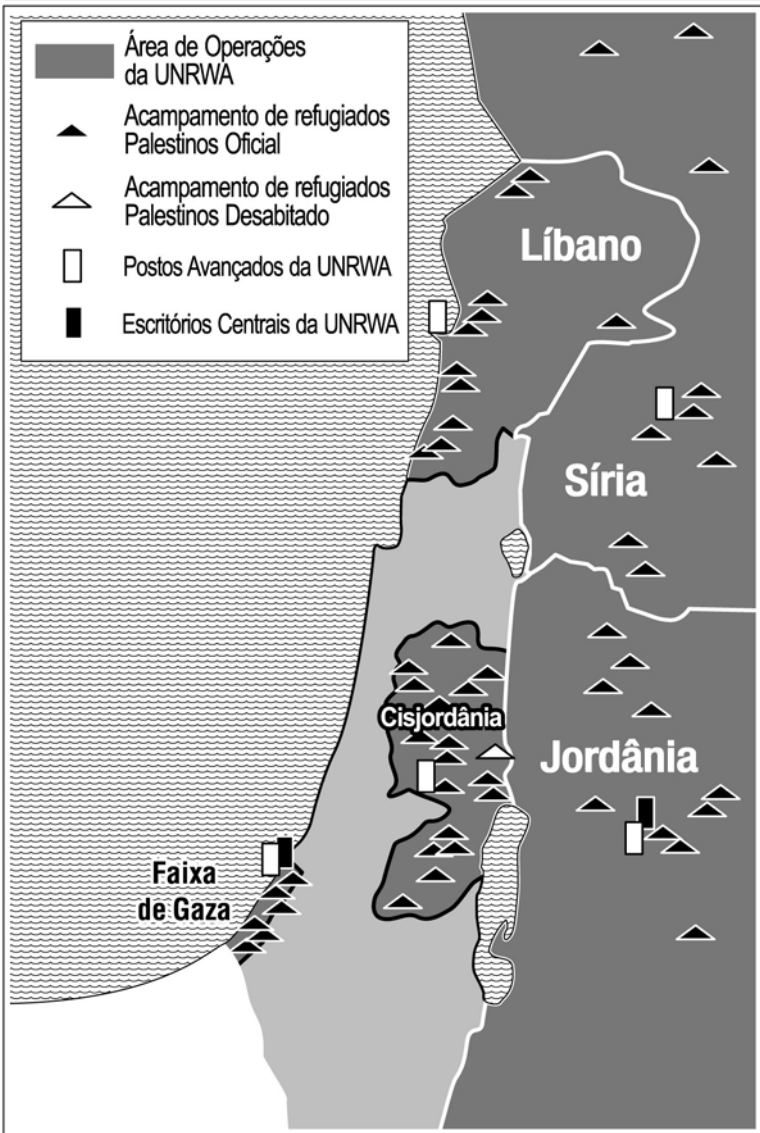 Área de Operações
da UNRWA
Acampamento de refugiados
Palestinos Oficial
Acampamento de refugiados
Palestinos Desabitado
Postos Avançados da UNRWA
Escritórios Centrais da UNRWA
Líbano
Síria
Cisjordânia
Jordânia
Faixa
de Gaza